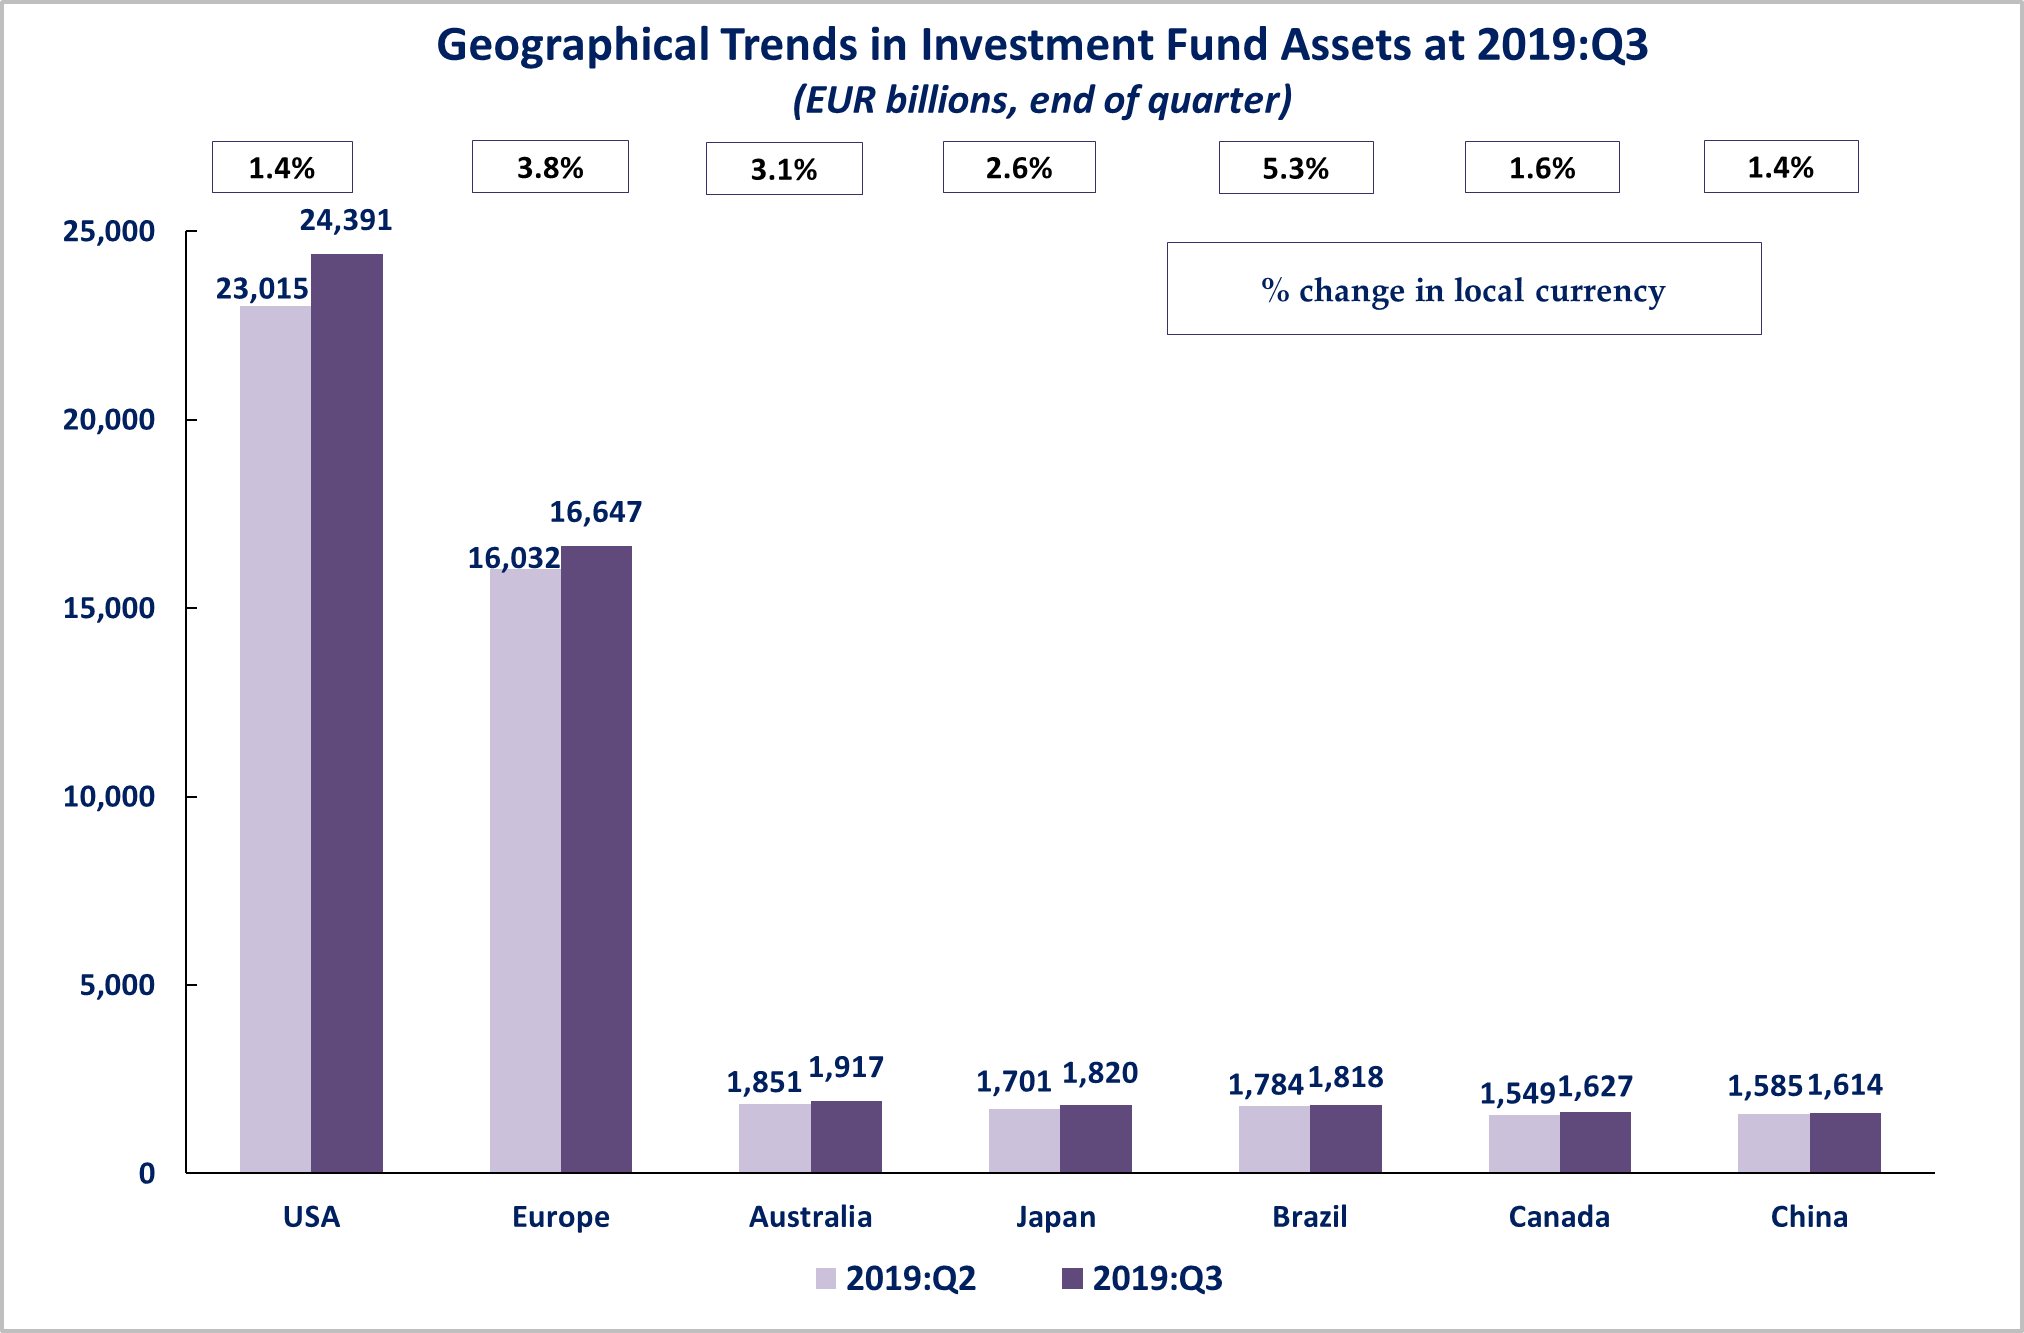 Geographical Trends in Investment Fund Assets at 2019:Q3
(EUR billions, end of quarter)
1.4% 3.8% 3.1% 2.6% 5.3% 1.6% 1.4%
% change in local currency
25,000
20,000
15,000
10,000
5,000
0
23,015 24,391
16,032 16,647
1,851 1,917
1,701 1,820
1,784 1,818
1,549 1,627
1,585 1,614
USA Europe Australia Japan Brazil Canada China
2019:Q2 2019:Q3